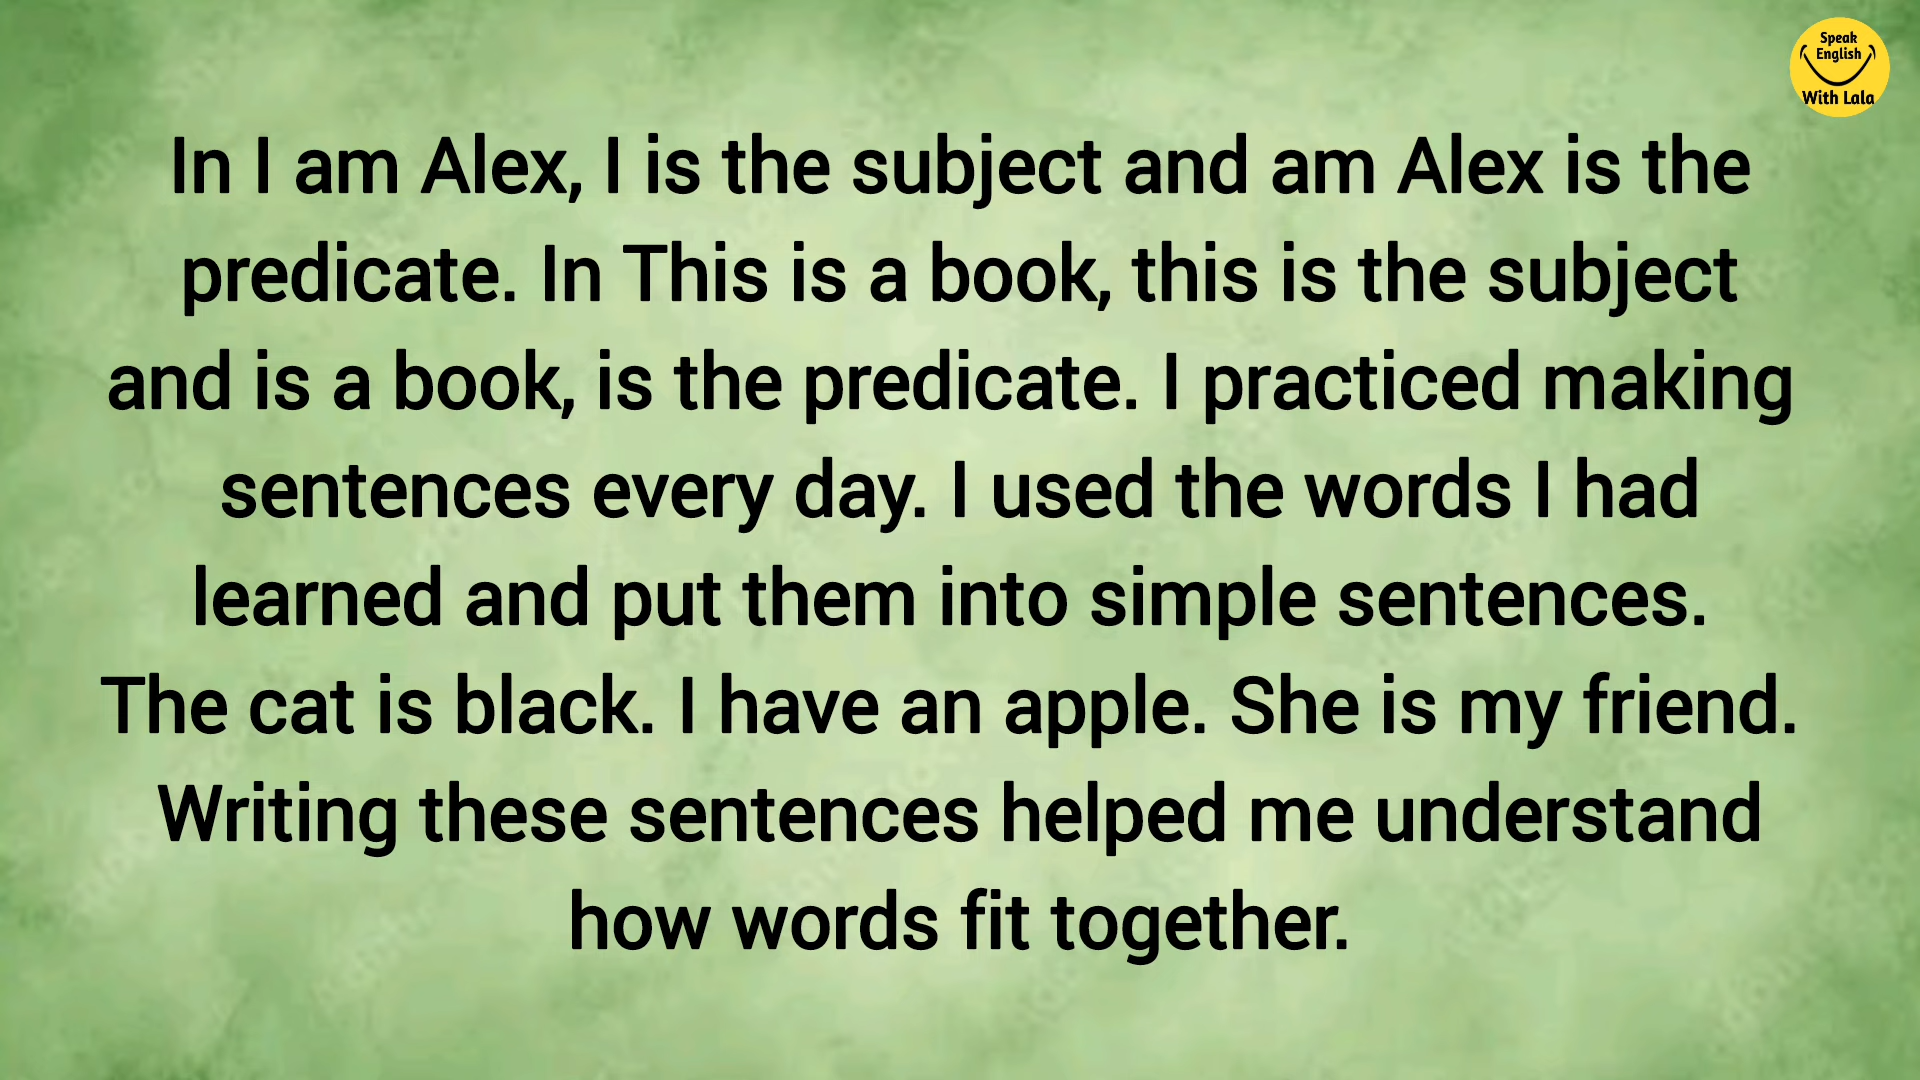 Speak
English
With Lala
In I am Alex, I is the subject and am Alex is the
predicate. In This is a book, this is the subject
and is a book, is the predicate. I practiced making
sentences every day. I used the words I had
learned and put them into simple sentences.
The cat is black. I have an apple. She is my friend.
Writing these sentences helped me understand
how words fit together.